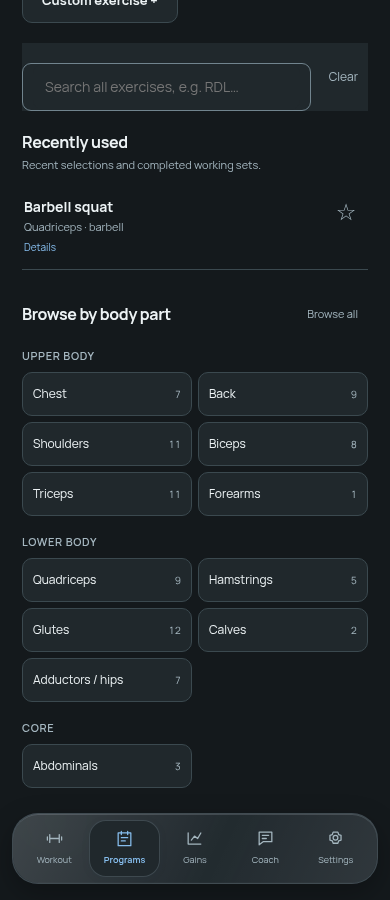 Custom exercise +
Search all exercises, e.g. RDL...
Clear
Recently used
Recent selections and completed working sets.
Barbell squat
Quadriceps · barbell
Details
Browse by body part
Browse all
UPPER BODY
Chest 7
Back 9
Shoulders 11
Biceps 8
Triceps 11
Forearms 1
LOWER BODY
Quadriceps 9
Hamstrings 5
Glutes 12
Calves 2
Adductors / hips 7
CORE
Abdominals 3
Workout
Programs
Gains
Coach
Settings